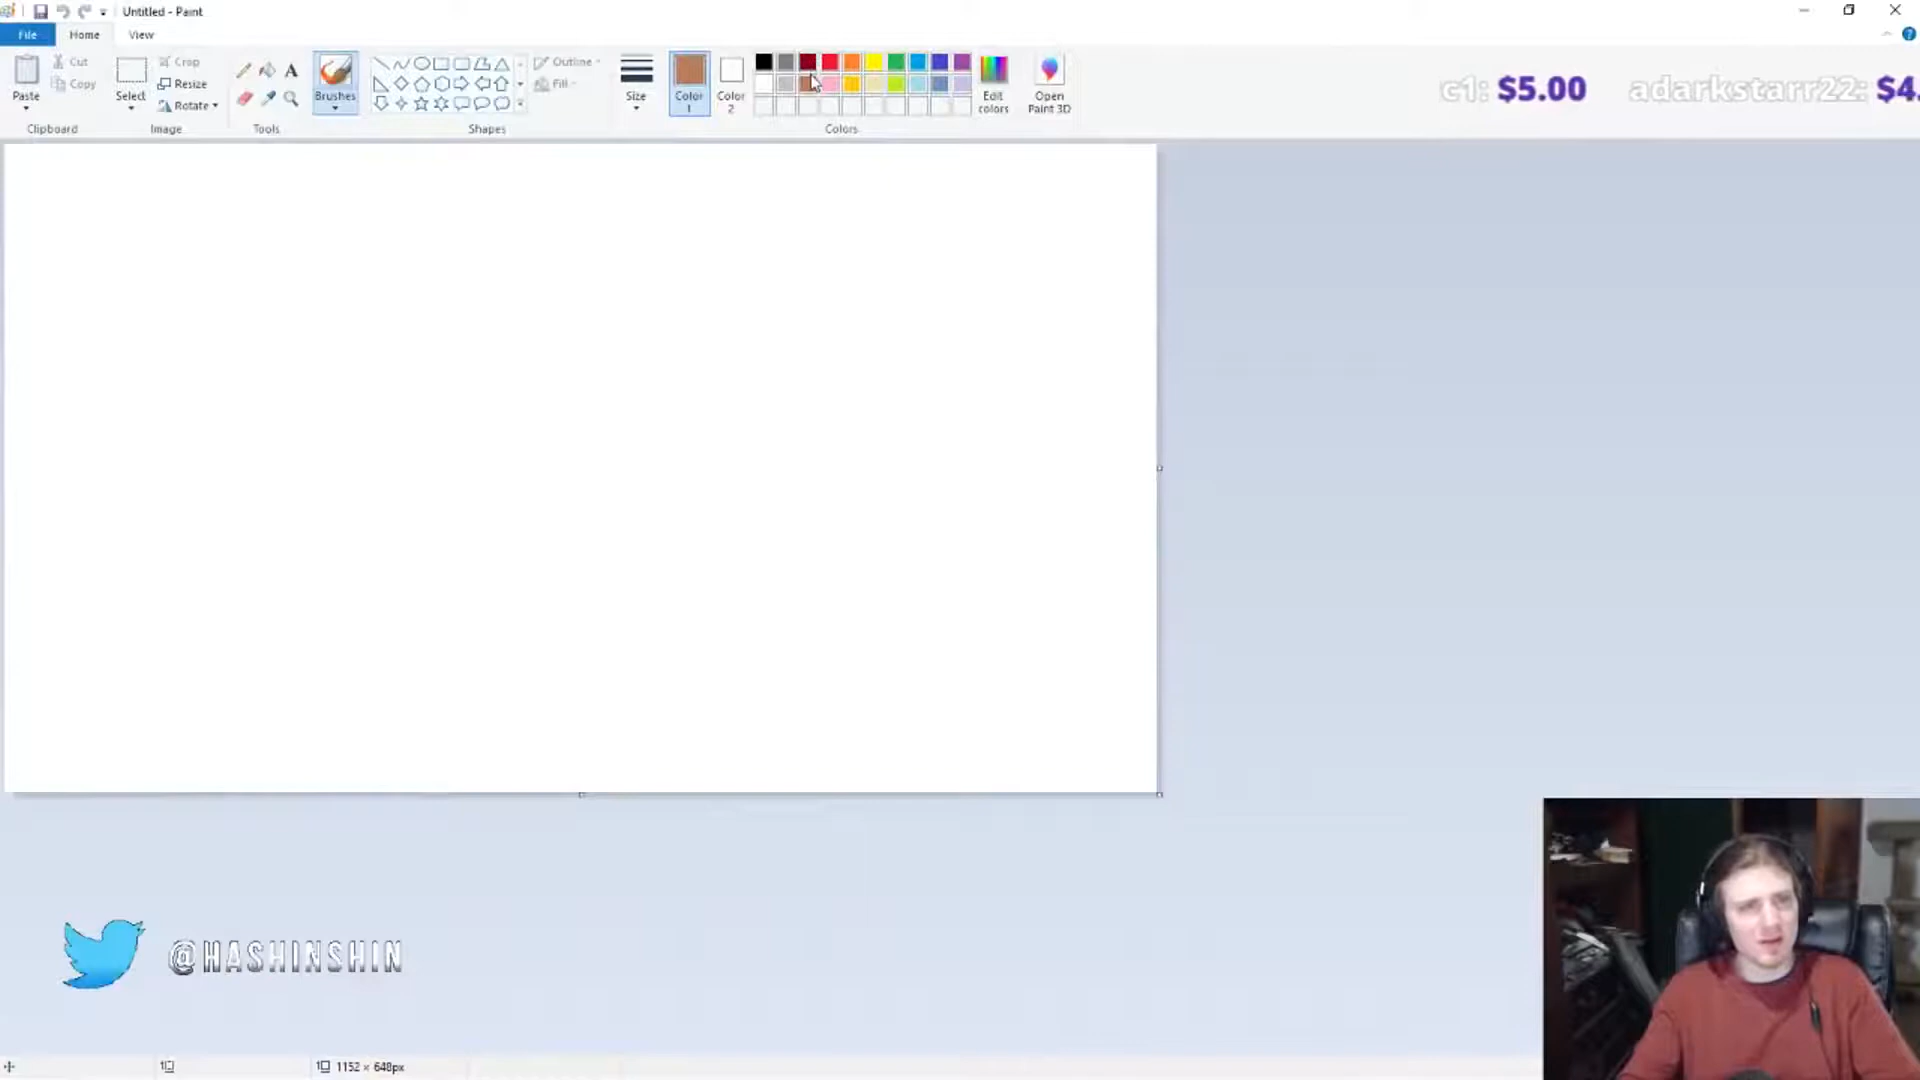 Untitled - Paint
File Home View
Paste
Cut
Copy
Clipboard
Select
Crop
Resize
Rotate
Image
A
Tools
Brushes
Shapes
Outline
Fill
Size
Color 1
Color 2
Colors
Edit colors
Open Paint 3D
c1: $5.00 adarkstarr22: $4.
@HASHINSHIN
1152 × 648px